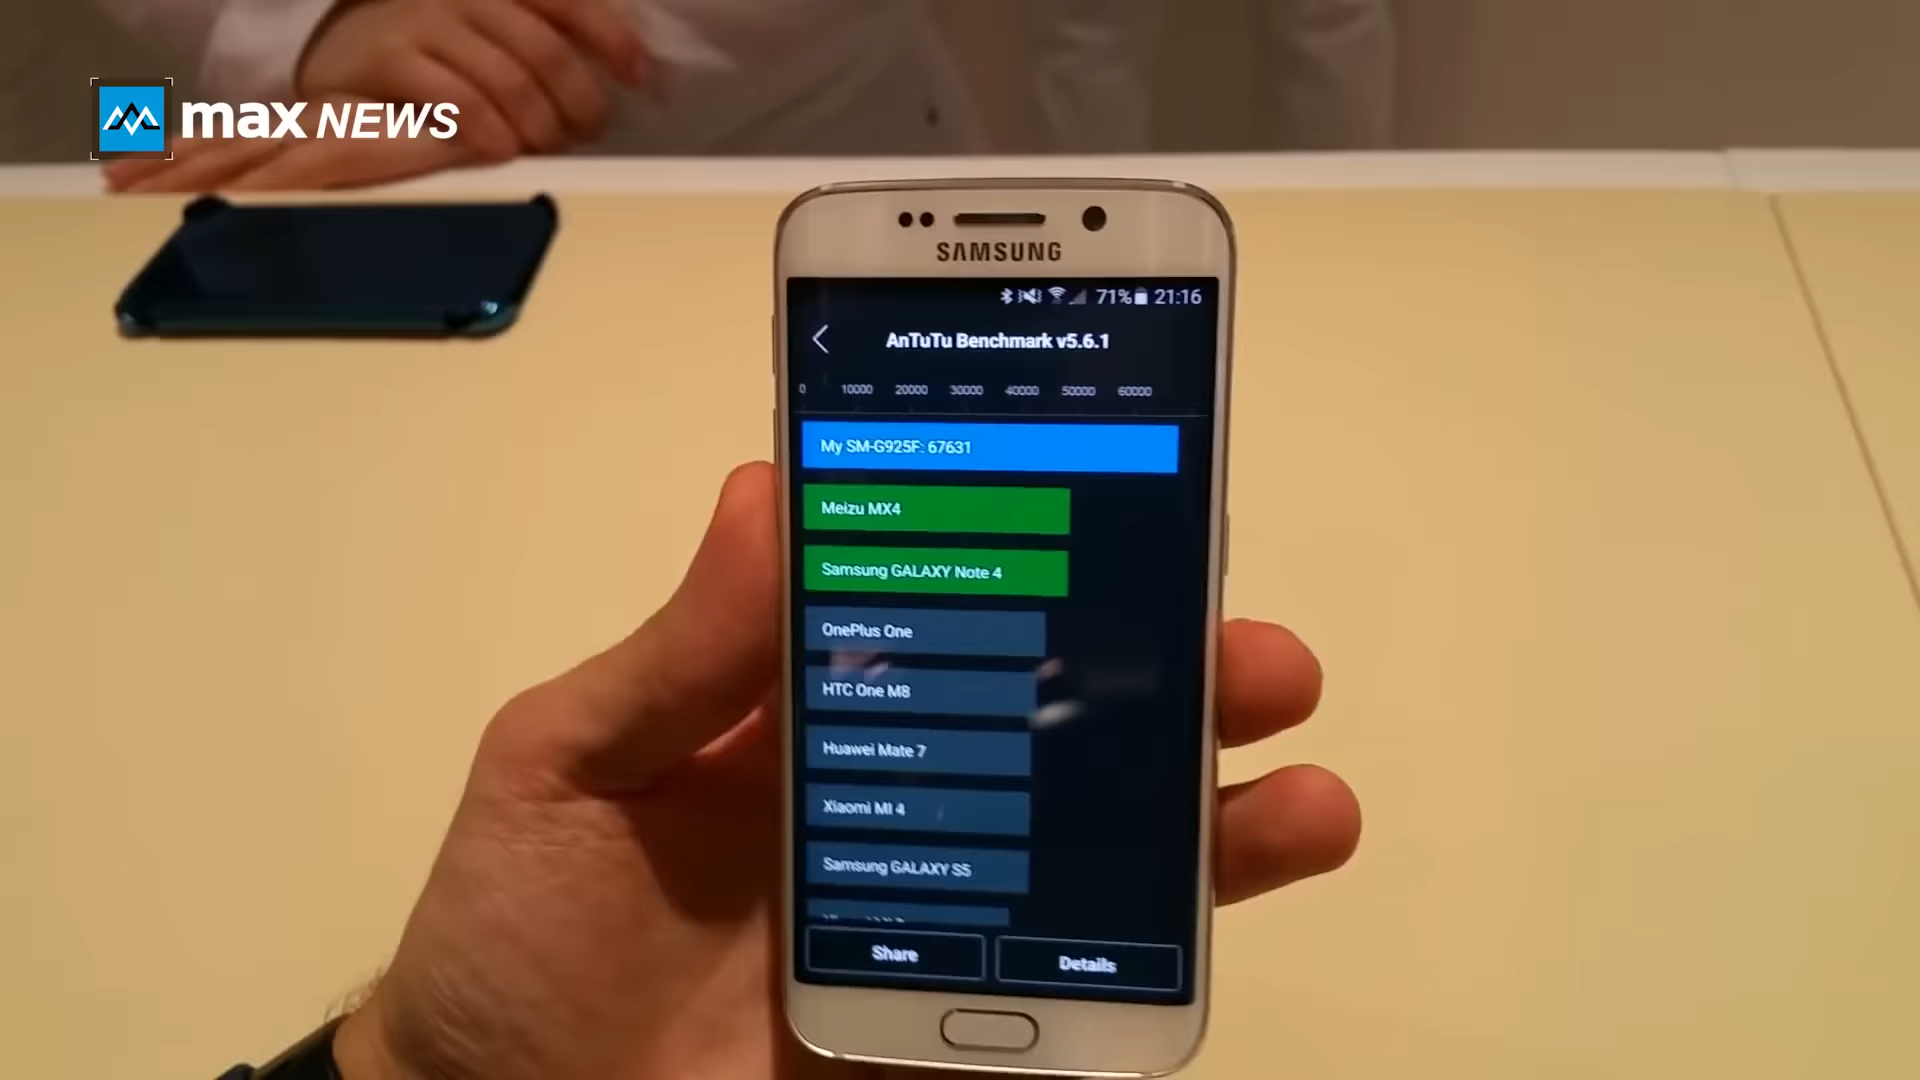 max NEWS
SAMSUNG
71% 21:16
AnTuTu Benchmark v5.6.1
0 10000 20000 30000 40000 50000 60000
My SM-G925F: 67631
Meizu MX4
Samsung GALAXY Note 4
OnePlus One
HTC One M8
Huawei Mate 7
Xiaomi MI 4
Samsung GALAXY S5
Share Details